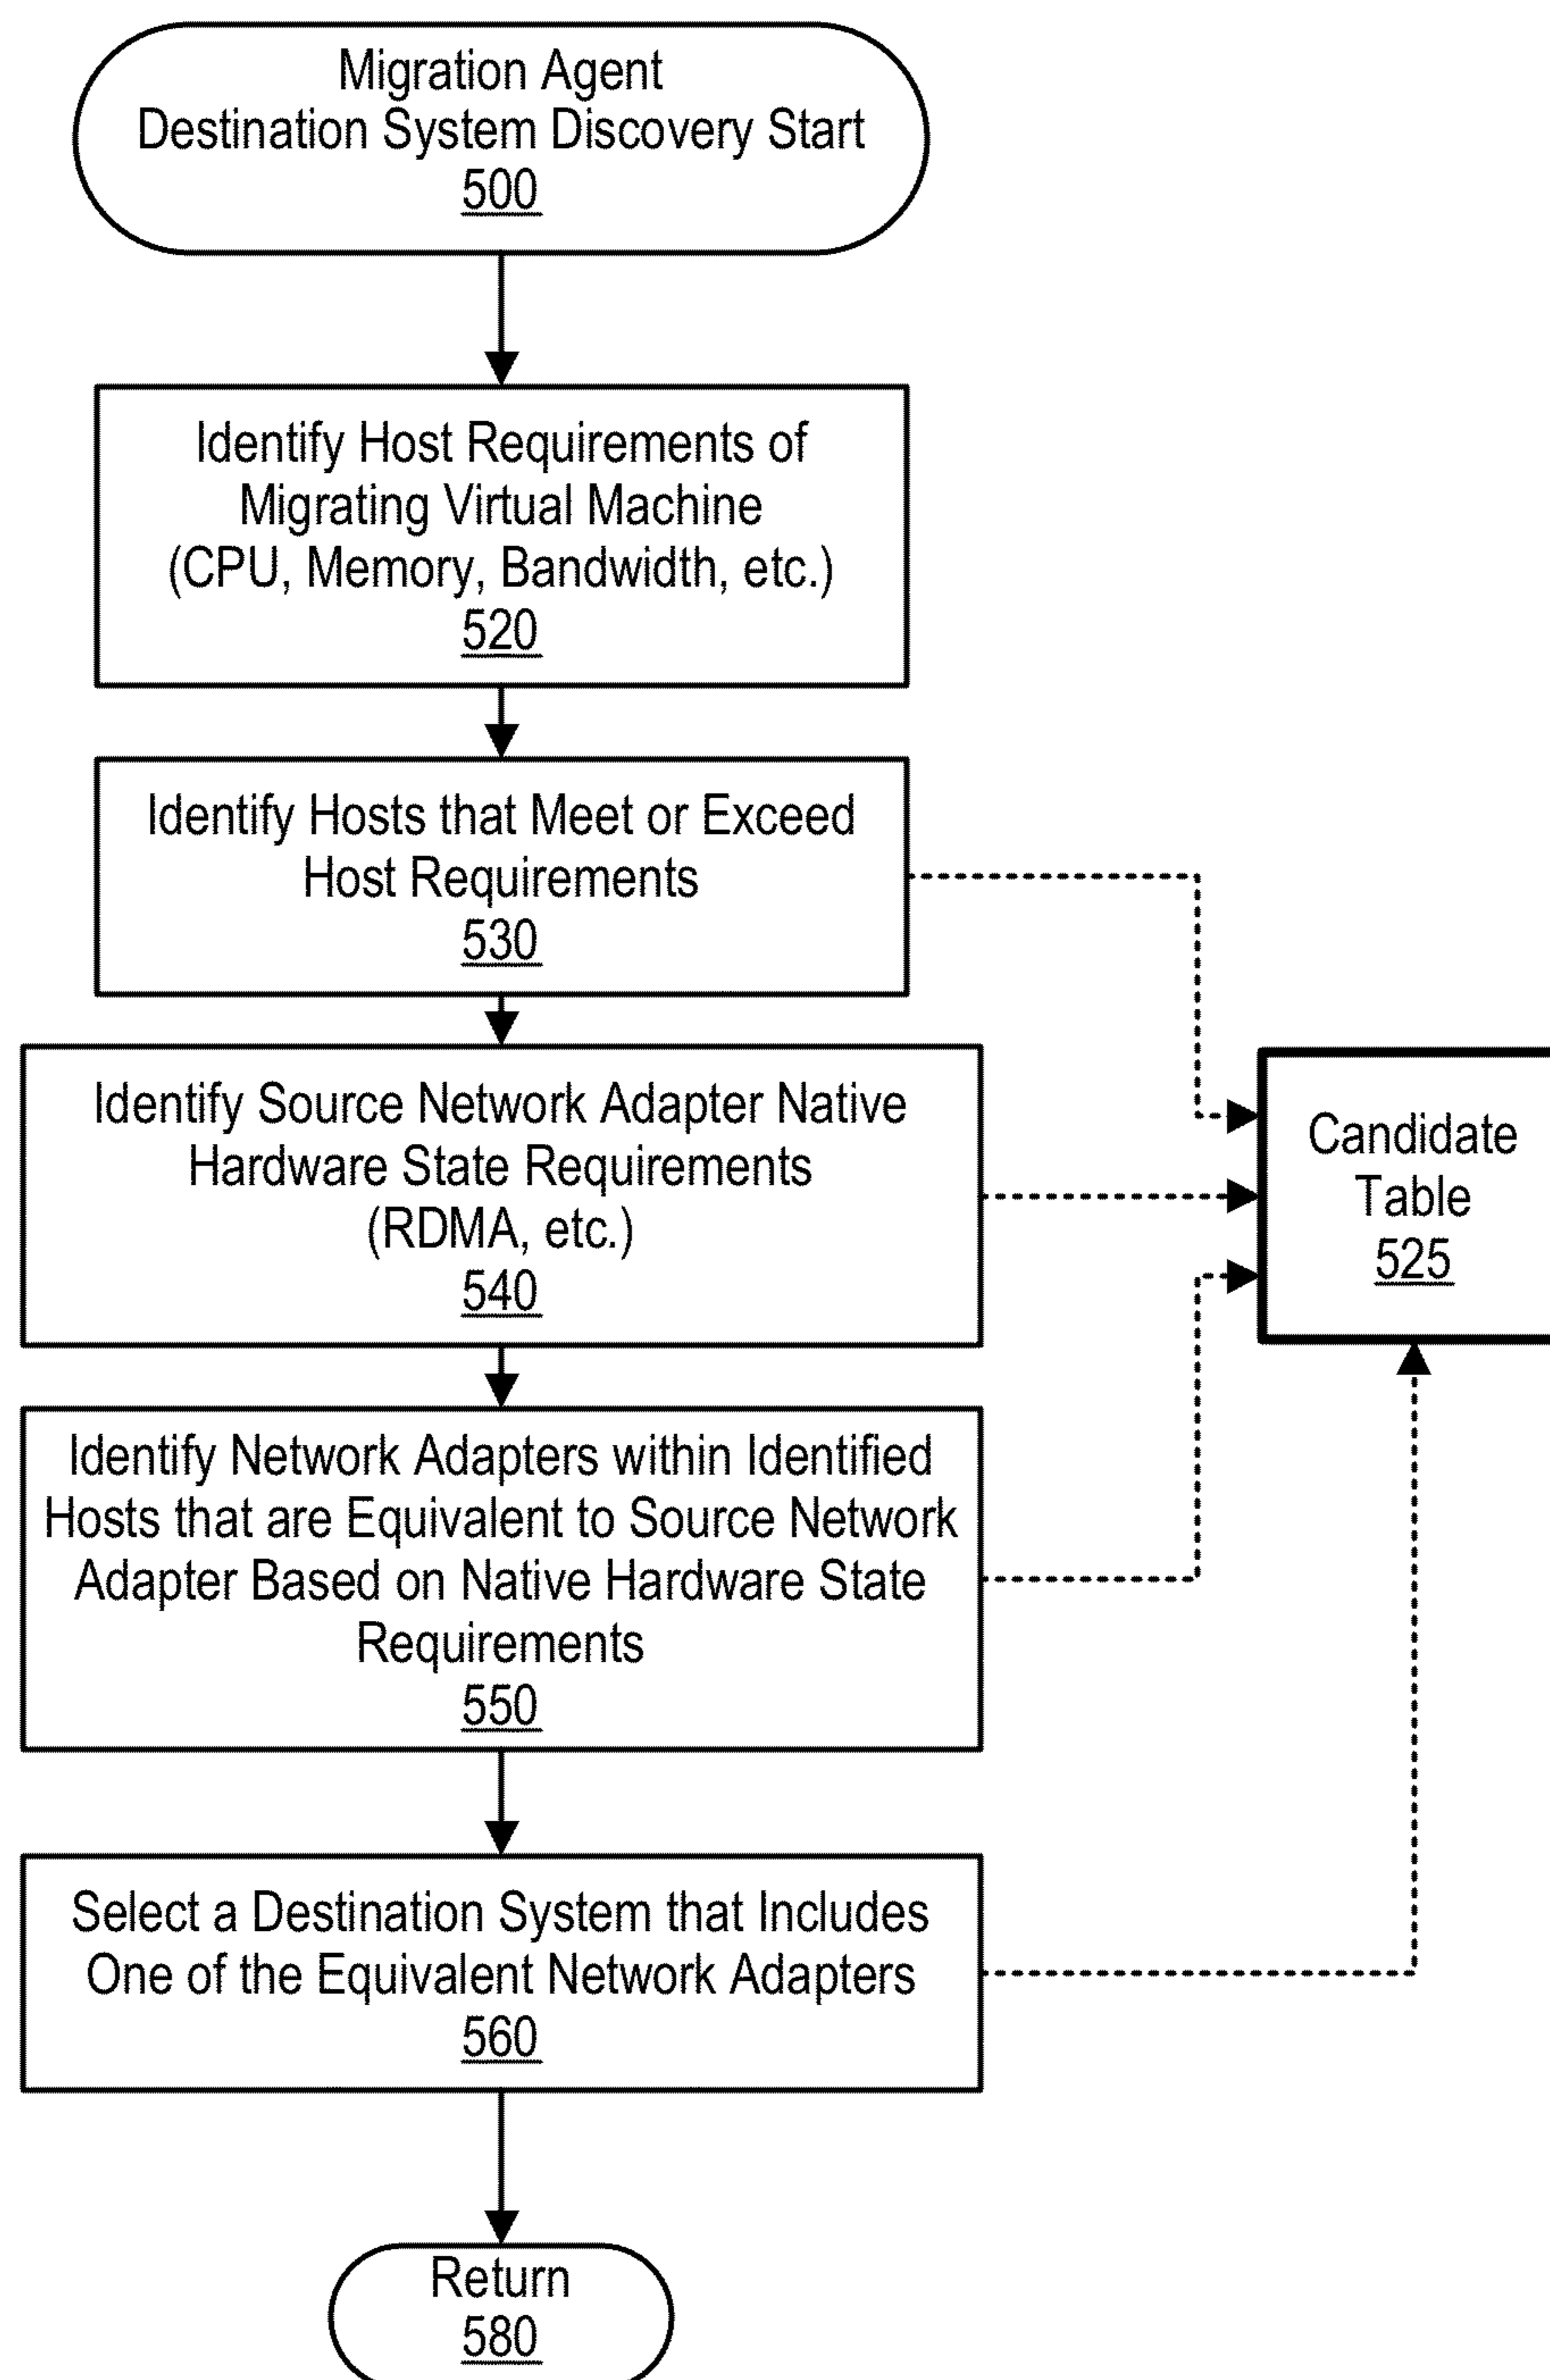 Migration Agent
Destination System Discovery Start
500
Identify Host Requirements of
Migrating Virtual Machine
(CPU, Memory, Bandwidth, etc.)
520
Identify Hosts that Meet or Exceed
Host Requirements
530
Identify Source Network Adapter Native
Hardware State Requirements
(RDMA, etc.)
540
Candidate
Table
525
Identify Network Adapters within Identified
Hosts that are Equivalent to Source Network
Adapter Based on Native Hardware State
Requirements
550
Select a Destination System that Includes
One of the Equivalent Network Adapters
560
Return
580